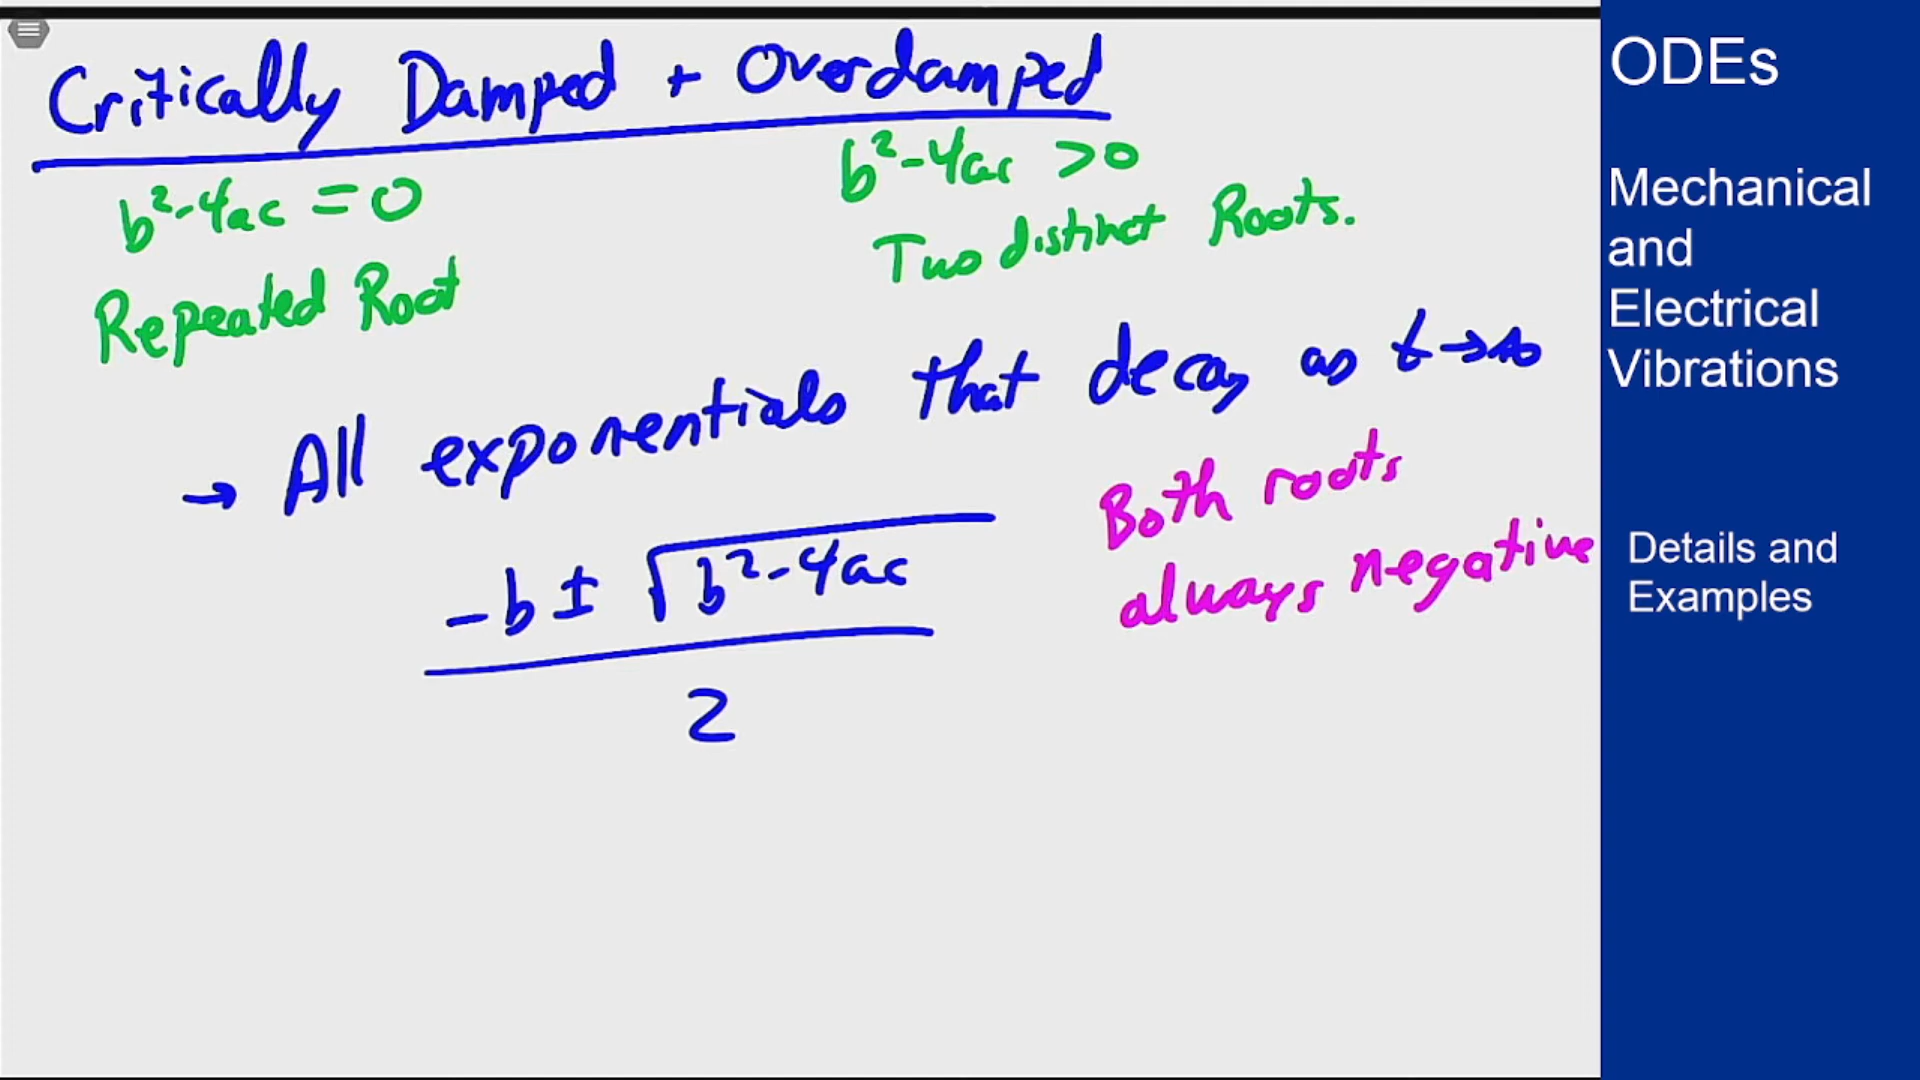 Critically Damped + Overdamped
b²-4ac = 0
Repeated Root
b²-4ac > 0
Two distinct Roots.
→ All exponentials that decay as t→∞
-b ± √b²-4ac
2
Both roots
always negative
ODEs
Mechanical
and
Electrical
Vibrations
Details and
Examples